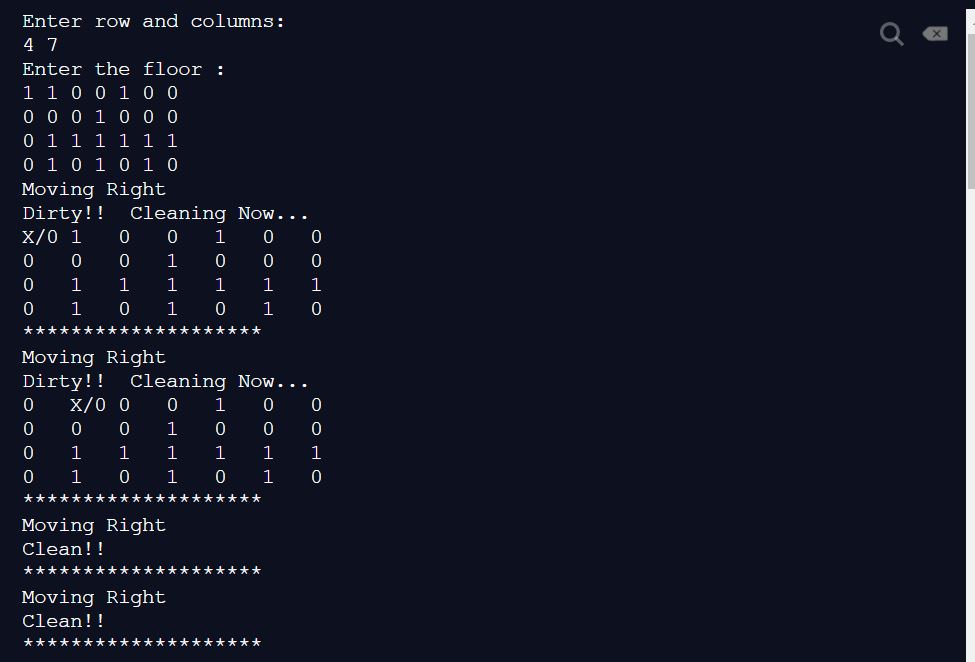 Enter row and columns:
4 7
Enter the floor :
1 1 0 0 1 0 0
0 0 0 1 0 0 0
0 1 1 1 1 1 1
0 1 0 1 0 1 0
Moving Right
Dirty!!  Cleaning Now...
X/0 1   0   0   1   0   0
0   0   0   1   0   0   0
0   1   1   1   1   1   1
0   1   0   1   0   1   0
********************
Moving Right
Dirty!!  Cleaning Now...
0   X/0 0   0   1   0   0
0   0   0   1   0   0   0
0   1   1   1   1   1   1
0   1   0   1   0   1   0
********************
Moving Right
Clean!!
********************
Moving Right
Clean!!
********************